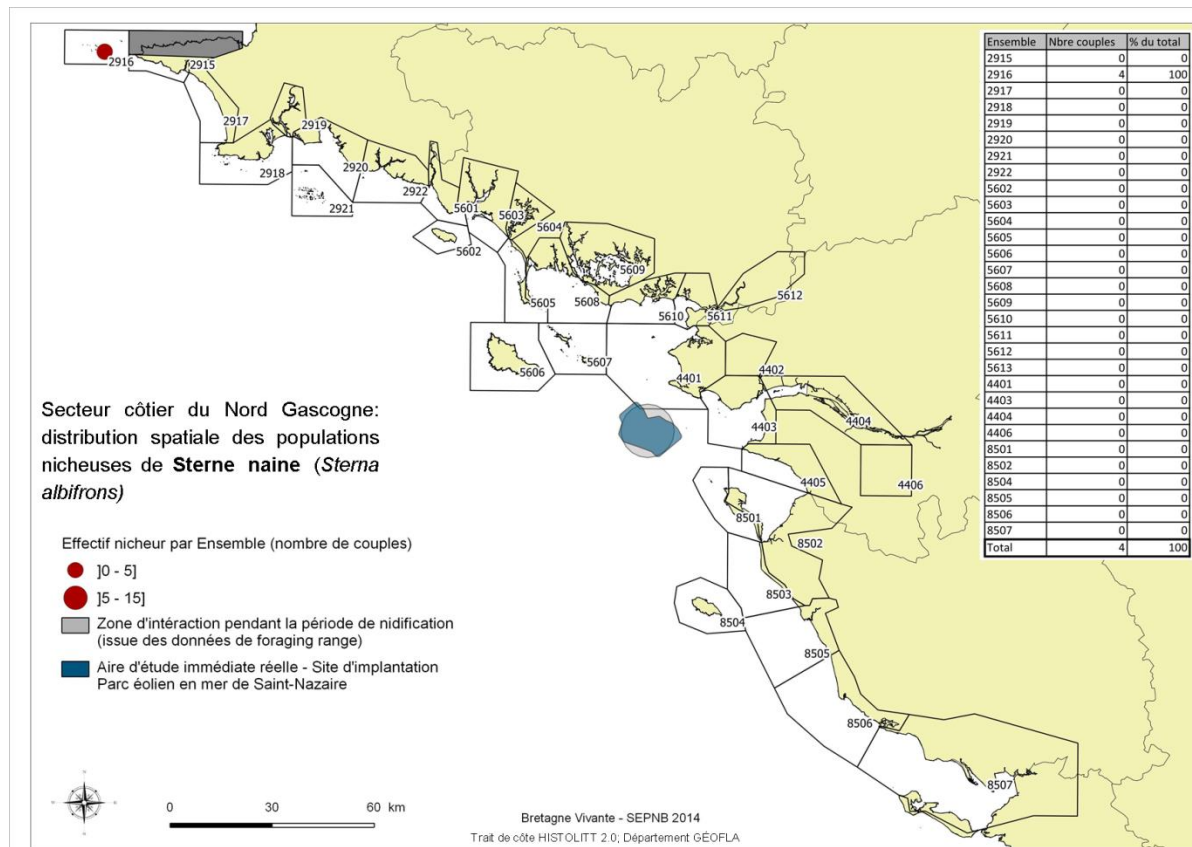 2916
2915
2917
2919
2918
2920
2921
2922
5601
5603
5602
5604
5609
5605
5608
5610
5611
5612
5606
5607
4401
4402
4403
4404
4405
4406
8501
8502
8503
8504
8505
8506
8507
Ensemble Nbre couples % du total
2915 0 0
2916 4 100
2917 0 0
2918 0 0
2919 0 0
2920 0 0
2921 0 0
2922 0 0
5602 0 0
5603 0 0
5604 0 0
5605 0 0
5606 0 0
5607 0 0
5608 0 0
5609 0 0
5610 0 0
5611 0 0
5612 0 0
5613 0 0
4401 0 0
4403 0 0
4404 0 0
4406 0 0
8501 0 0
8502 0 0
8504 0 0
8505 0 0
8506 0 0
8507 0 0
Total 4 100
Secteur côtier du Nord Gascogne:
distribution spatiale des populations
nicheuses de Sterne naine (Sterna
albifrons)
Effectif nicheur par Ensemble (nombre de couples)
]0 - 5]
]5 - 15]
Zone d'intéraction pendant la période de nidification
(issue des données de foraging range)
Aire d'étude immédiate réelle - Site d'implantation
Parc éolien en mer de Saint-Nazaire
0 30 60 km
Bretagne Vivante - SEPNB 2014
Trait de côte HISTOLITT 2.0; Département GÉOFLA